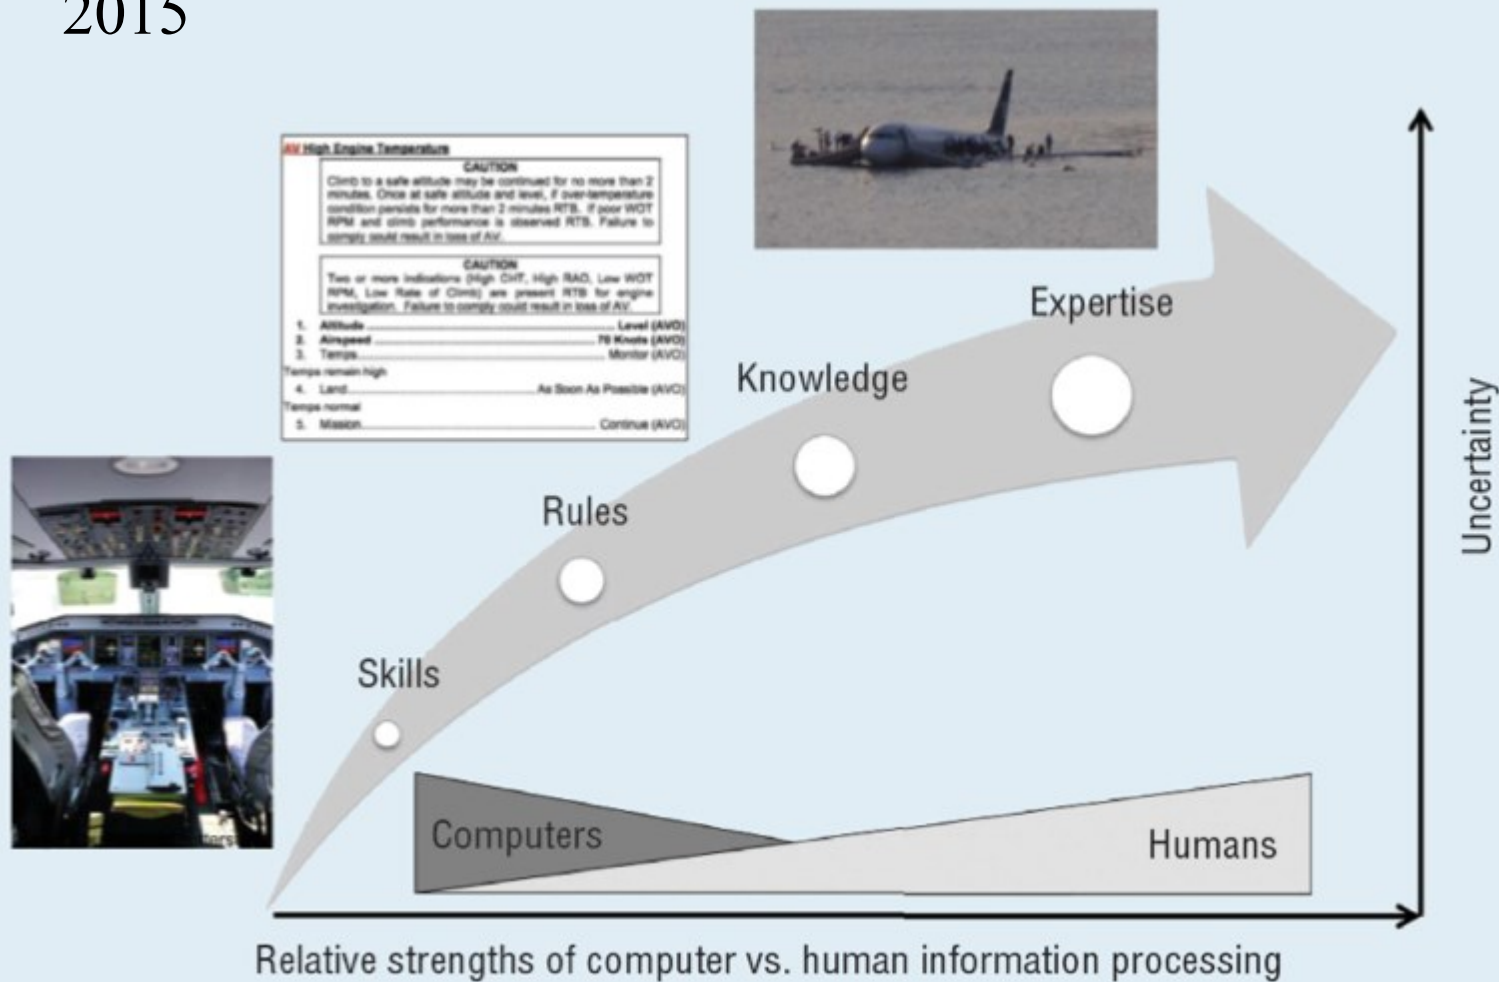 2015
AV High Engine Temperature
CAUTION
Climb to a safe altitude may be continued for no more than 2
minutes. Once at safe altitude and level, if over-temperature
condition persists for more than 2 minutes RTB. If poor WOT
RPM and climb performance is observed RTB. Failure to
comply could result in loss of AV.
CAUTION
Two or more indications (High CHT, High RAD, Low WOT
RPM, Low Rate of Climb) are present RTB for engine
investigation. Failure to comply could result in loss of AV.
1. Altitude Level (AVO)
2. Airspeed 70 Knots (AVO)
3. Temps Monitor (AVO)
Temps remain high
4. Land As Soon As Possible (AVO)
Temps normal
5. Mission Continue (AVO)
Expertise
Knowledge
Rules
Skills
Uncertainty
Computers
Humans
Relative strengths of computer vs. human information processing